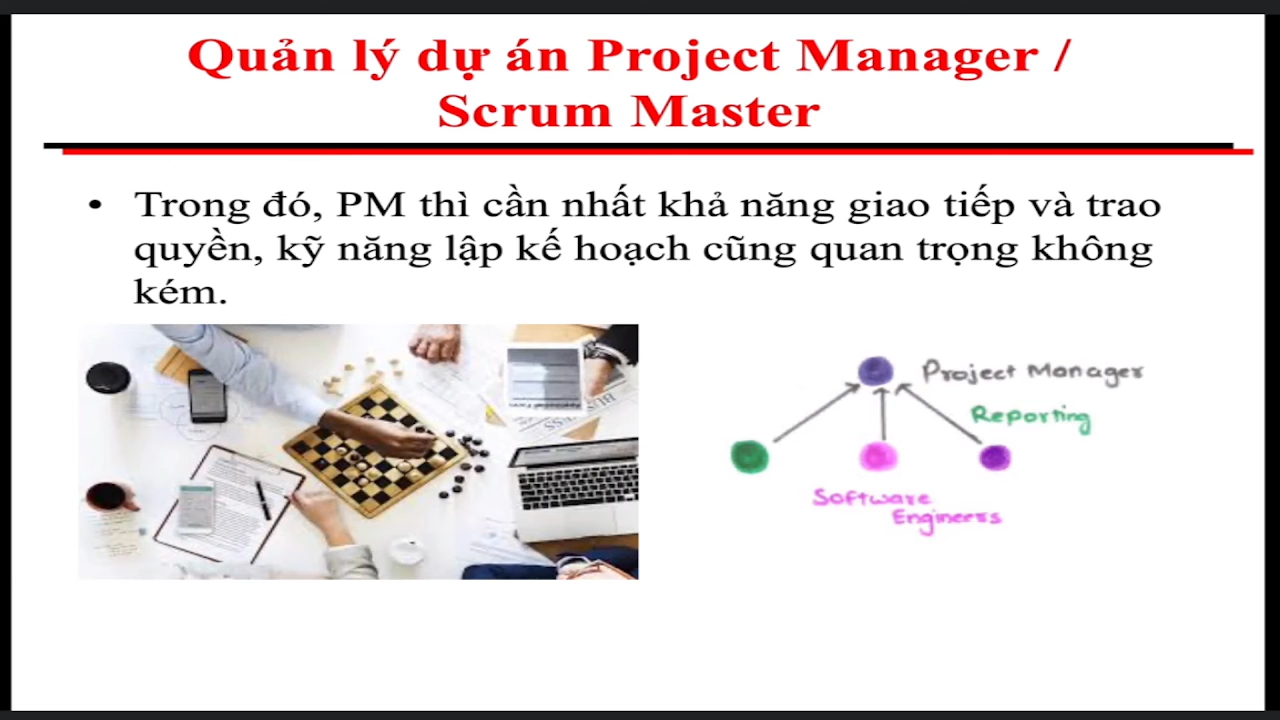 Quản lý dự án Project Manager /
Scrum Master
• Trong đó, PM thì cần nhất khả năng giao tiếp và trao
quyền, kỹ năng lập kế hoạch cũng quan trọng không
kém.
Project Manager
Reporting
Software
Engineers